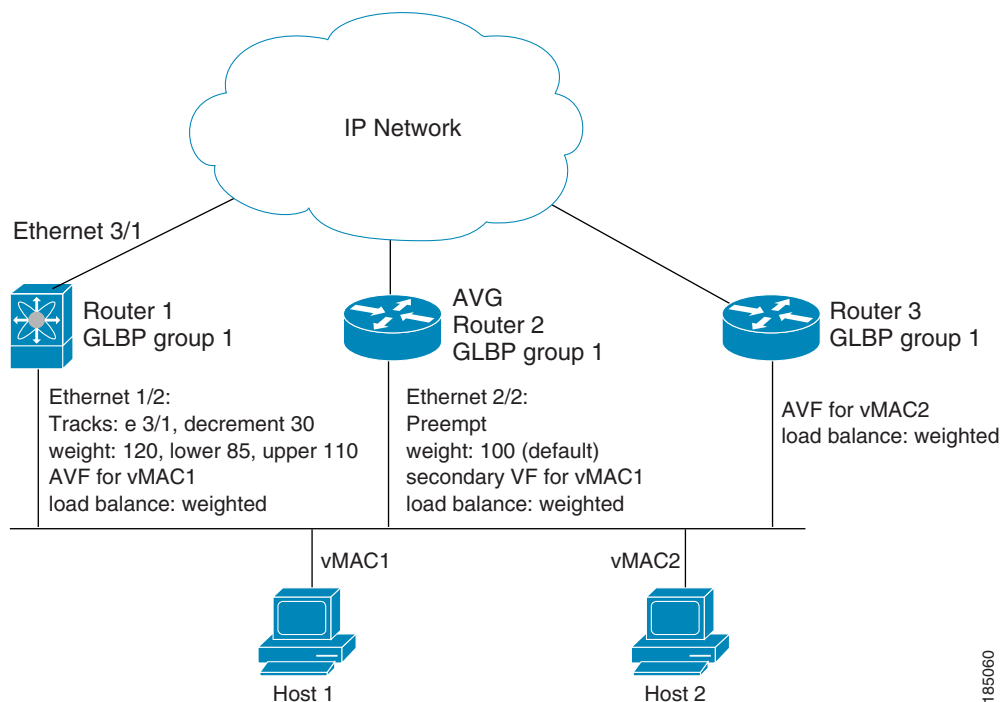 IP Network
Ethernet 3/1
Router 1
GLBP group 1
AVG
Router 2
GLBP group 1
Router 3
GLBP group 1
Ethernet 1/2:
Tracks: e 3/1, decrement 30
weight: 120, lower 85, upper 110
AVF for vMAC1
load balance: weighted
Ethernet 2/2:
Preempt
weight: 100 (default)
secondary VF for vMAC1
load balance: weighted
AVF for vMAC2
load balance: weighted
vMAC1
vMAC2
Host 1
Host 2
185060